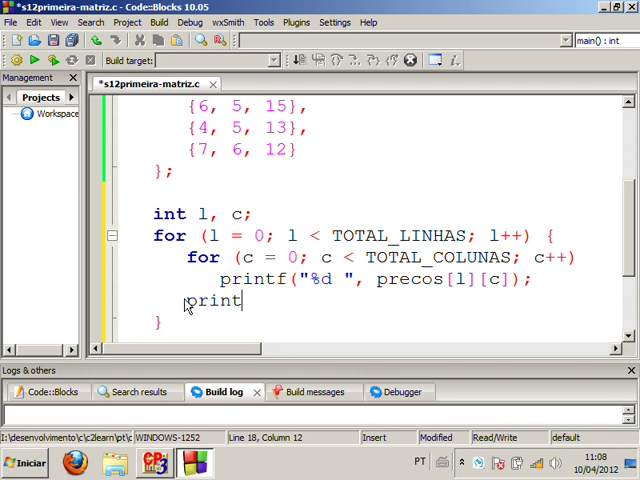 *s12primeira-matriz.c - Code::Blocks 10.05
File Edit View Search Project Build Debug wxSmith Tools Plugins Settings Help
main() : int
Build target:
Management
*s12primeira-matriz.c
Projects
Workspace
{6, 5, 15},
{4, 5, 13},
{7, 6, 12}
};
int l, c;
for (l = 0; l < TOTAL_LINHAS; l++) {
for (c = 0; c < TOTAL_COLUNAS; c++)
printf("%d ", precos[l][c]);
print
}
Logs & others
Code::Blocks Search results Build log Build messages Debugger
I:\desenvolvimento\c\c2learn\pt\c WINDOWS-1252 Line 18, Column 12 Insert Modified Read/Write default
Iniciar PT 11:08
10/04/2012